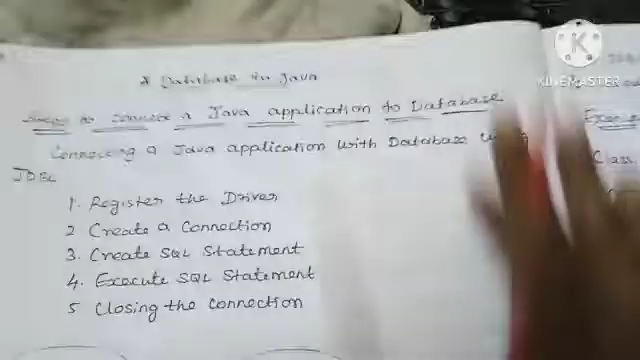 * Database in Java
Steps to connect a Java application to Database
Connecting a Java application with Database using
JDBC
1. Register the Driver
2 Create a Connection
3. Create SQL Statement
4. Execute SQL Statement
5 Closing the Connection
KINEMASTER
Class